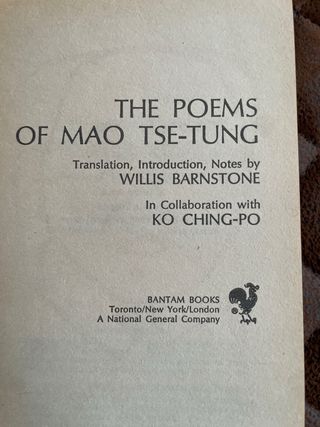 THE POEMS
OF MAO TSE-TUNG
Translation, Introduction, Notes by
WILLIS BARNSTONE
In Collaboration with
KO CHING-PO
BANTAM BOOKS
Toronto/New York/London
A National General Company